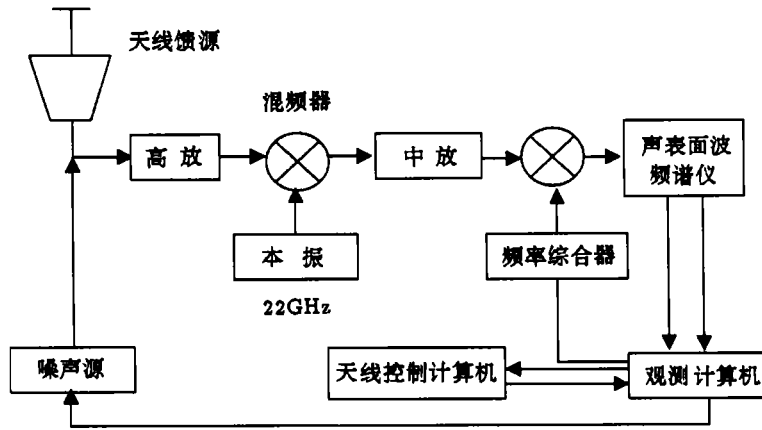 天线馈源
混频器
高放
中放
声表面波
频谱仪
本振
22GHz
频率综合器
噪声源
天线控制计算机
观测计算机